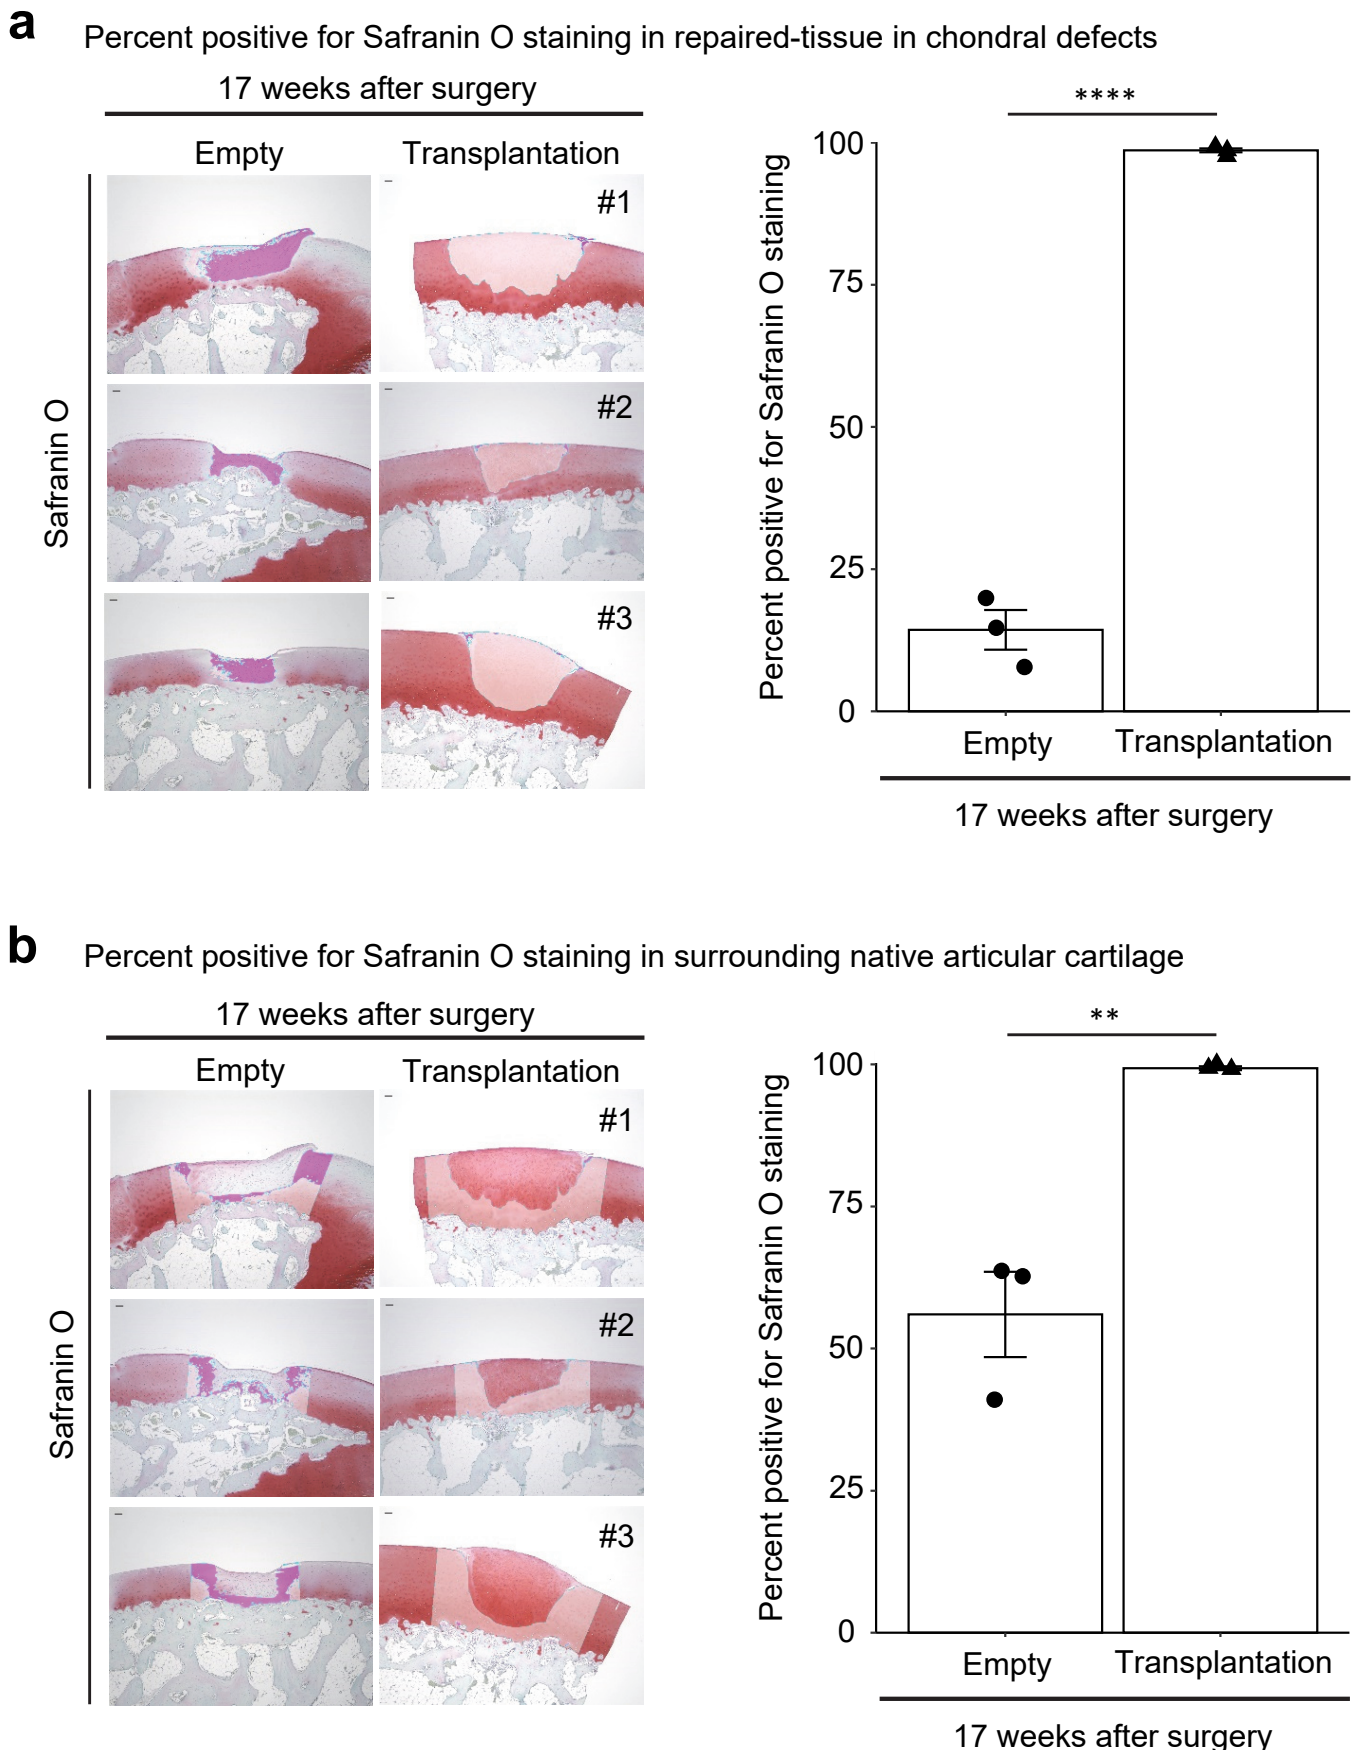 a
Percent positive for Safranin O staining in repaired-tissue in chondral defects
17 weeks after surgery
Empty
Transplantation
Safranin O
#1
#2
#3
****
Percent positive for Safranin O staining
100
75
50
25
0
Empty
Transplantation
17 weeks after surgery
b
Percent positive for Safranin O staining in surrounding native articular cartilage
17 weeks after surgery
Empty
Transplantation
Safranin O
#1
#2
#3
**
Percent positive for Safranin O staining
100
75
50
25
0
Empty
Transplantation
17 weeks after surgery